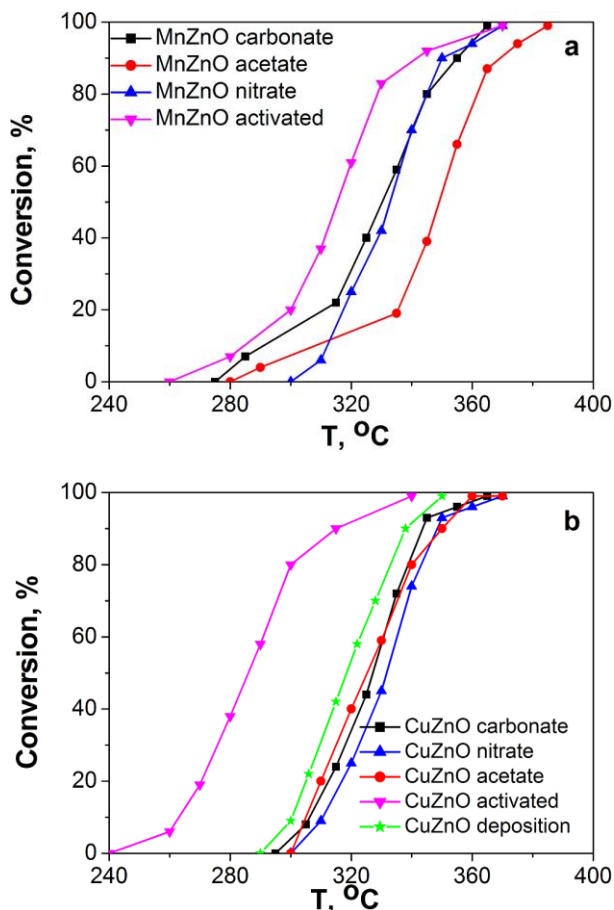 a
MnZnO carbonate
MnZnO acetate
MnZnO nitrate
MnZnO activated
Conversion, %
100
80
60
40
20
0
240 280 320 360 400
T, ºC
b
Conversion, %
100
80
60
40
20
0
CuZnO carbonate
CuZnO nitrate
CuZnO acetate
CuZnO activated
CuZnO deposition
240 280 320 360 400
T, ºC